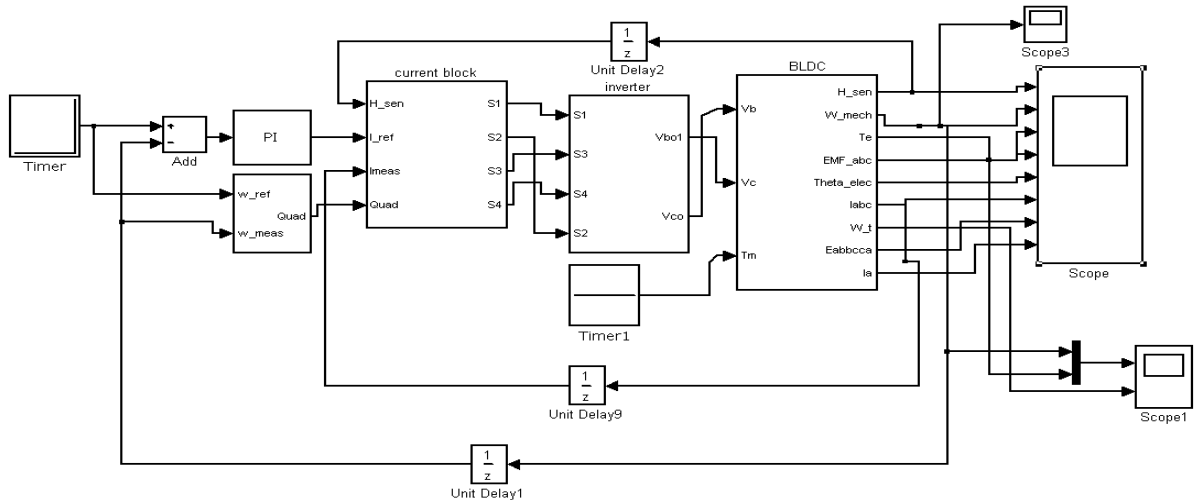 Scope3
1
z
Unit Delay2
current block
H_sen
I_ref
Imeas
Quad
S1
S2
S3
S4
inverter
S1
S3
S4
S2
Vbo1
Vco
BLDC
Vb
Vc
Tm
H_sen
W_mech
Te
EMF_abc
Theta_elec
Iabc
W_t
Eabbcca
Ia
Scope
Timer
+
−
Add
PI
w_ref
w_meas
Quad
Timer1
1
z
Unit Delay9
Scope1
1
z
Unit Delay1